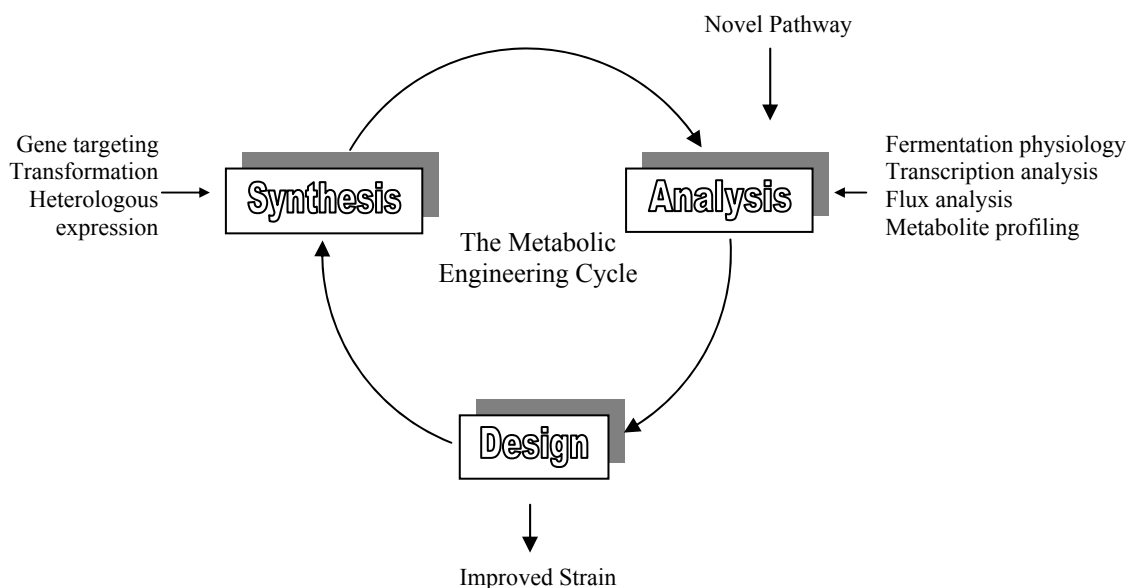 Novel Pathway
Gene targeting
Transformation
Heterologous
expression
Synthesis
Analysis
Fermentation physiology
Transcription analysis
Flux analysis
Metabolite profiling
The Metabolic
Engineering Cycle
Design
Improved Strain